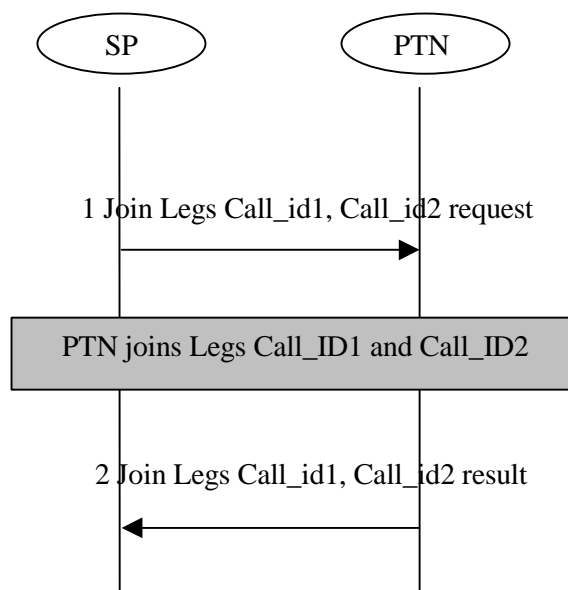 SP PTN
1 Join Legs Call_id1, Call_id2 request
PTN joins Legs Call_ID1 and Call_ID2
2 Join Legs Call_id1, Call_id2 result